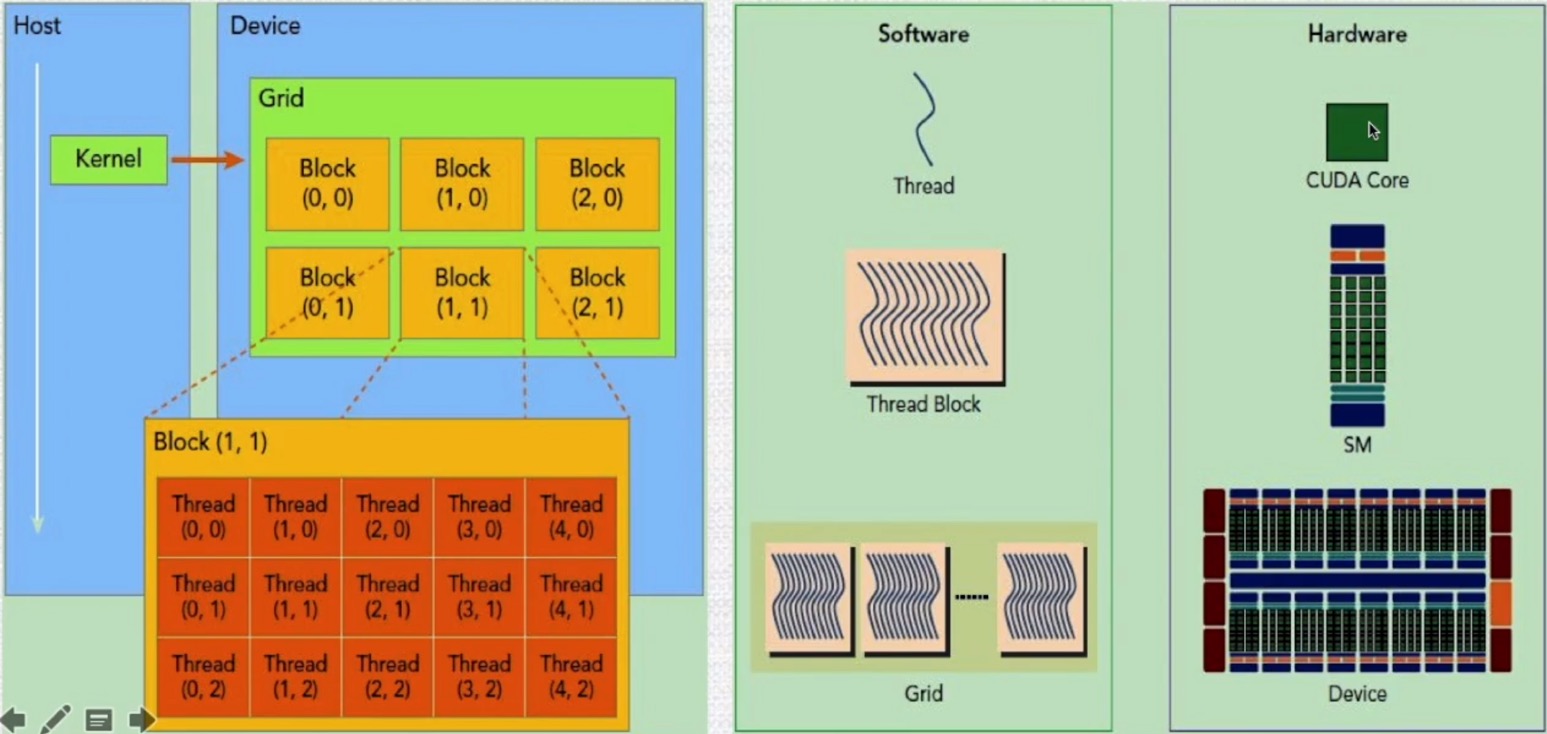 Host
Device
Grid
Kernel
Block
(0, 0)
Block
(1, 0)
Block
(2, 0)
Block
(0, 1)
Block
(1, 1)
Block
(2, 1)
Block (1, 1)
Thread
(0, 0)
Thread
(1, 0)
Thread
(2, 0)
Thread
(3, 0)
Thread
(4, 0)
Thread
(0, 1)
Thread
(1, 1)
Thread
(2, 1)
Thread
(3, 1)
Thread
(4, 1)
Thread
(0, 2)
Thread
(1, 2)
Thread
(2, 2)
Thread
(3, 2)
Thread
(4, 2)
Software
Thread
Thread Block
Grid
Hardware
CUDA Core
SM
Device